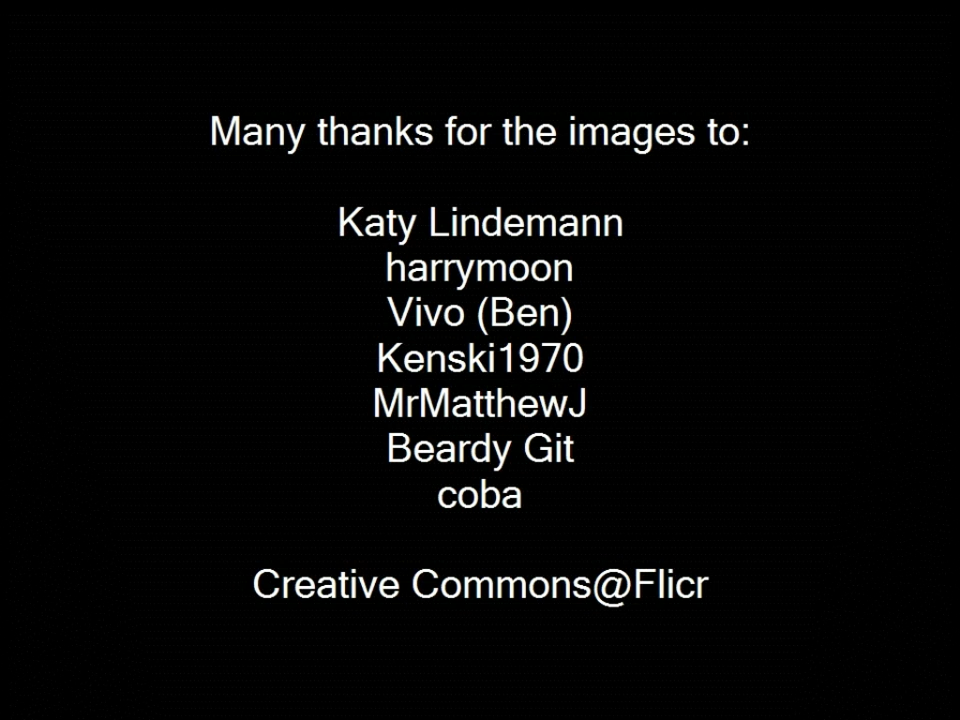 Many thanks for the images to:
Katy Lindemann
harrymoon
Vivo (Ben)
Kenski1970
MrMatthewJ
Beardy Git
coba
Creative Commons@Flicr